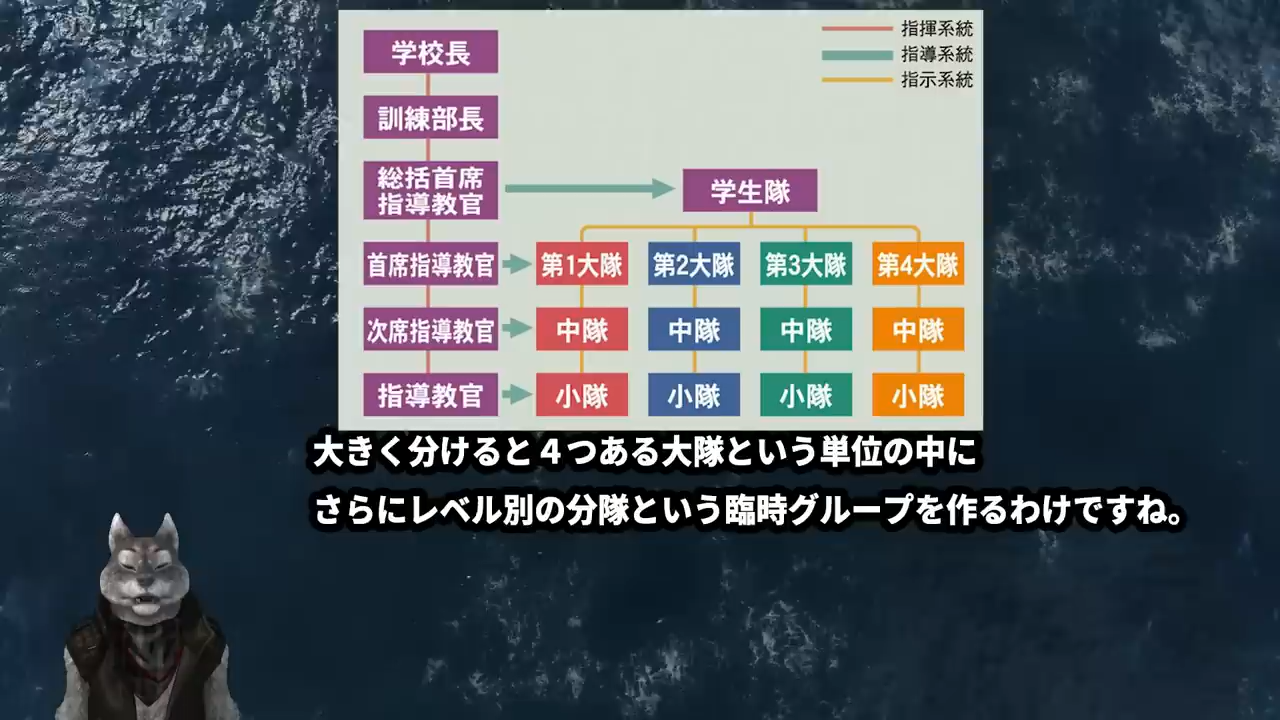 学校長
訓練部長
総括首席
指導教官
首席指導教官
次席指導教官
指導教官
指揮系統
指導系統
指示系統
学生隊
第1大隊 第2大隊 第3大隊 第4大隊
中隊 中隊 中隊 中隊
小隊 小隊 小隊 小隊
大きく分けると４つある大隊という単位の中に
さらにレベル別の分隊という臨時グループを作るわけですね。